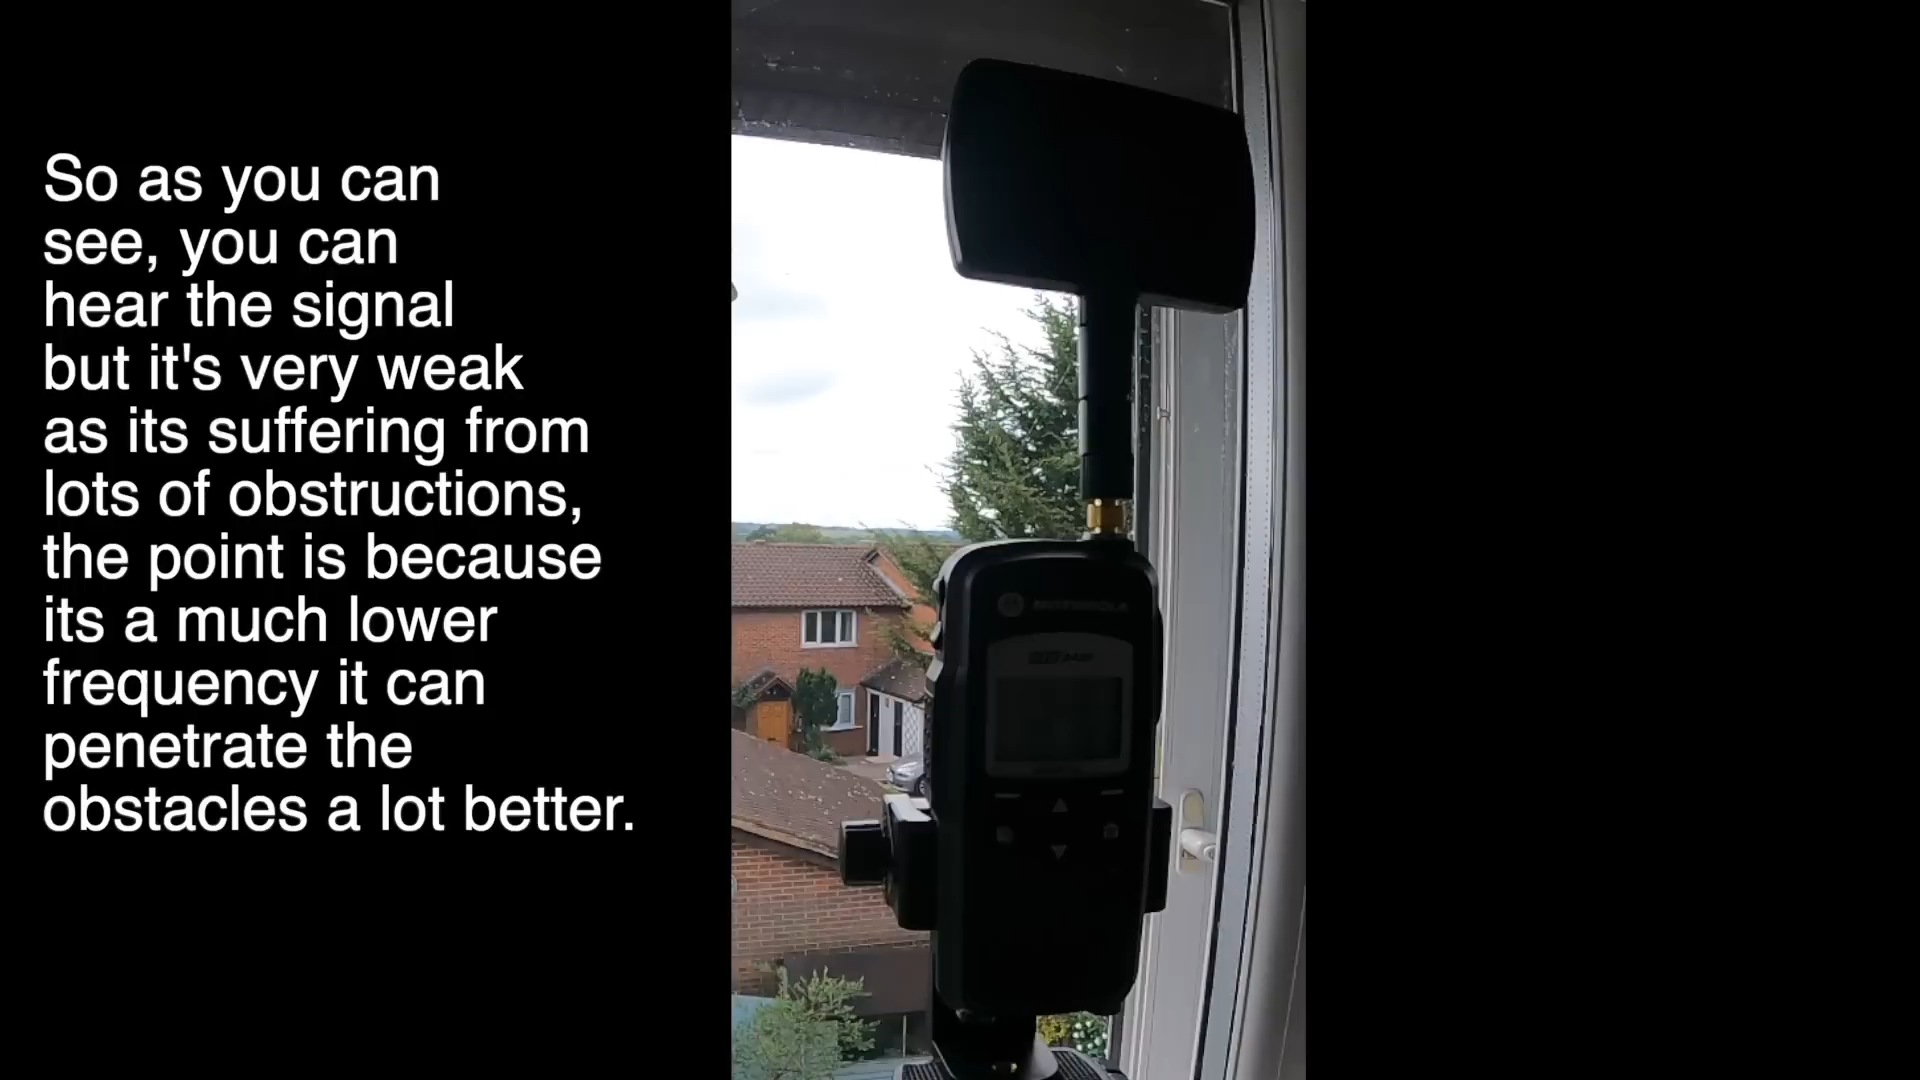 So as you can
see, you can
hear the signal
but it's very weak
as its suffering from
lots of obstructions,
the point is because
its a much lower
frequency it can
penetrate the
obstacles a lot better.
MOTOROLA